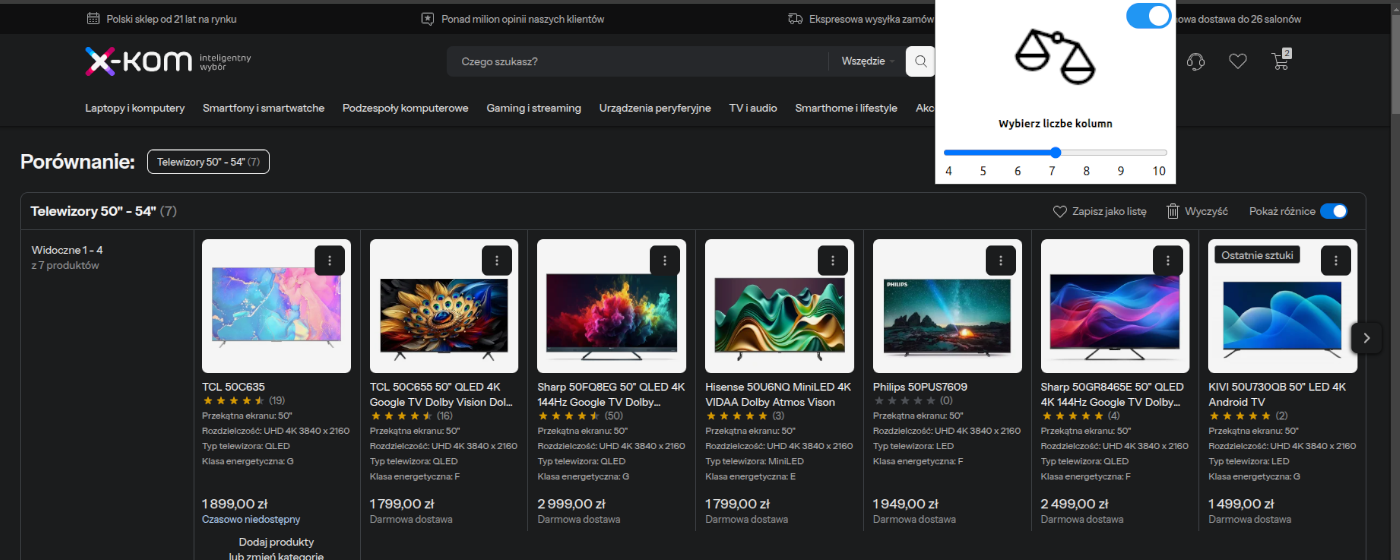 Polski sklep od 21 lat na rynku
Ponad milion opinii naszych klientów
Ekspresowa wysyłka zamów
owa dostawa do 26 salonów
x-kom
inteligentny
wybór
Czego szukasz?
Wszędzie
2
Laptopy i komputery
Smartfony i smartwatche
Podzespoły komputerowe
Gaming i streaming
Urządzenia peryferyjne
TV i audio
Smarthome i lifestyle
Akc
Wybierz liczbe kolumn
4 5 6 7 8 9 10
Porównanie:
Telewizory 50" - 54" (7)
Telewizory 50" - 54" (7)
Zapisz jako listę
Wyczyść
Pokaż różnice
Widoczne 1 - 4
z 7 produktów
TCL 50C635
(19)
Przekątna ekranu: 50"
Rozdzielczość: UHD 4K 3840 x 2160
Typ telewizora: QLED
Klasa energetyczna: G
1 899,00 zł
Czasowo niedostępny
Dodaj produkty
lub zmień kategorię
TCL 50C655 50" QLED 4K
Google TV Dolby Vision Dol...
(16)
Przekątna ekranu: 50"
Rozdzielczość: UHD 4K 3840 x 2160
Typ telewizora: QLED
Klasa energetyczna: F
1 799,00 zł
Darmowa dostawa
Sharp 50FQ8EG 50" QLED 4K
144Hz Google TV Dolby...
(50)
Przekątna ekranu: 50"
Rozdzielczość: UHD 4K 3840 x 2160
Typ telewizora: QLED
Klasa energetyczna: G
2 999,00 zł
Darmowa dostawa
Hisense 50U6NQ MiniLED 4K
VIDAA Dolby Atmos Vison
(3)
Przekątna ekranu: 50"
Rozdzielczość: UHD 4K 3840 x 2160
Typ telewizora: MiniLED
Klasa energetyczna: E
1 799,00 zł
Darmowa dostawa
PHILIPS
Philips 50PUS7609
(0)
Przekątna ekranu: 50"
Rozdzielczość: UHD 4K 3840 x 2160
Typ telewizora: LED
Klasa energetyczna: F
1 949,00 zł
Darmowa dostawa
Sharp 50GR8465E 50" QLED
4K 144Hz Google TV Dolby...
(4)
Przekątna ekranu: 50"
Rozdzielczość: UHD 4K 3840 x 2160
Typ telewizora: QLED
Klasa energetyczna: F
2 499,00 zł
Darmowa dostawa
Ostatnie sztuki
KIVI 50U730QB 50" LED 4K
Android TV
(2)
Przekątna ekranu: 50"
Rozdzielczość: UHD 4K 3840 x 2160
Typ telewizora: LED
Klasa energetyczna: G
1 499,00 zł
Darmowa dostawa